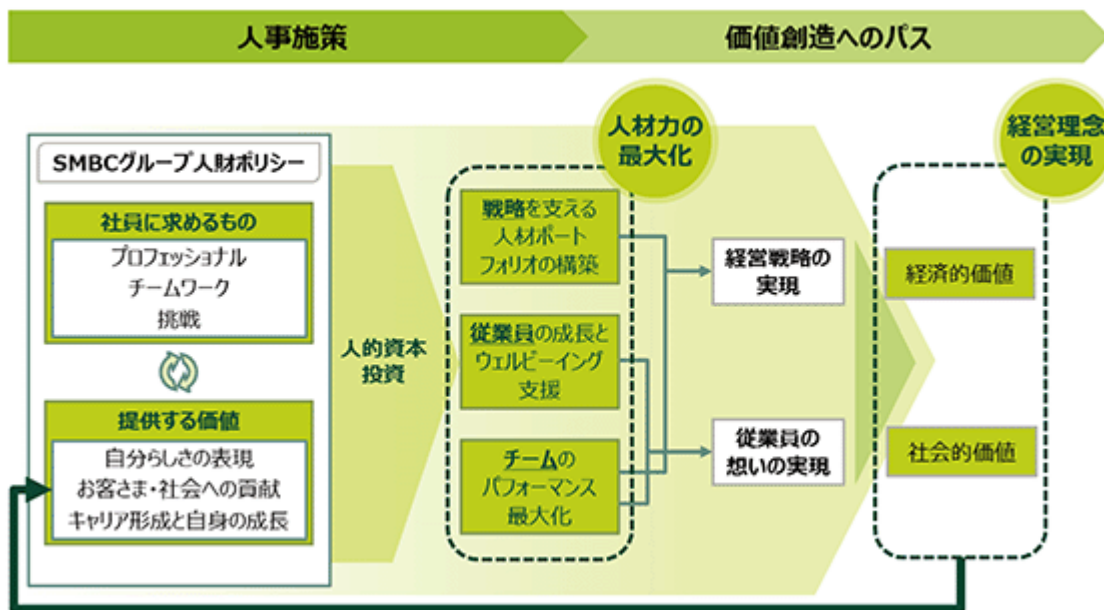 人事施策
価値創造へのパス
SMBCグループ人財ポリシー
社員に求めるもの
プロフェッショナル
チームワーク
挑戦
提供する価値
自分らしさの表現
お客さま・社会への貢献
キャリア形成と自身の成長
人的資本
投資
人材力の
最大化
戦略を支える
人材ポート
フォリオの構築
従業員の成長と
ウェルビーイング
支援
チームの
パフォーマンス
最大化
経営戦略の
実現
従業員の
想いの実現
経営理念
の実現
経済的価値
社会的価値